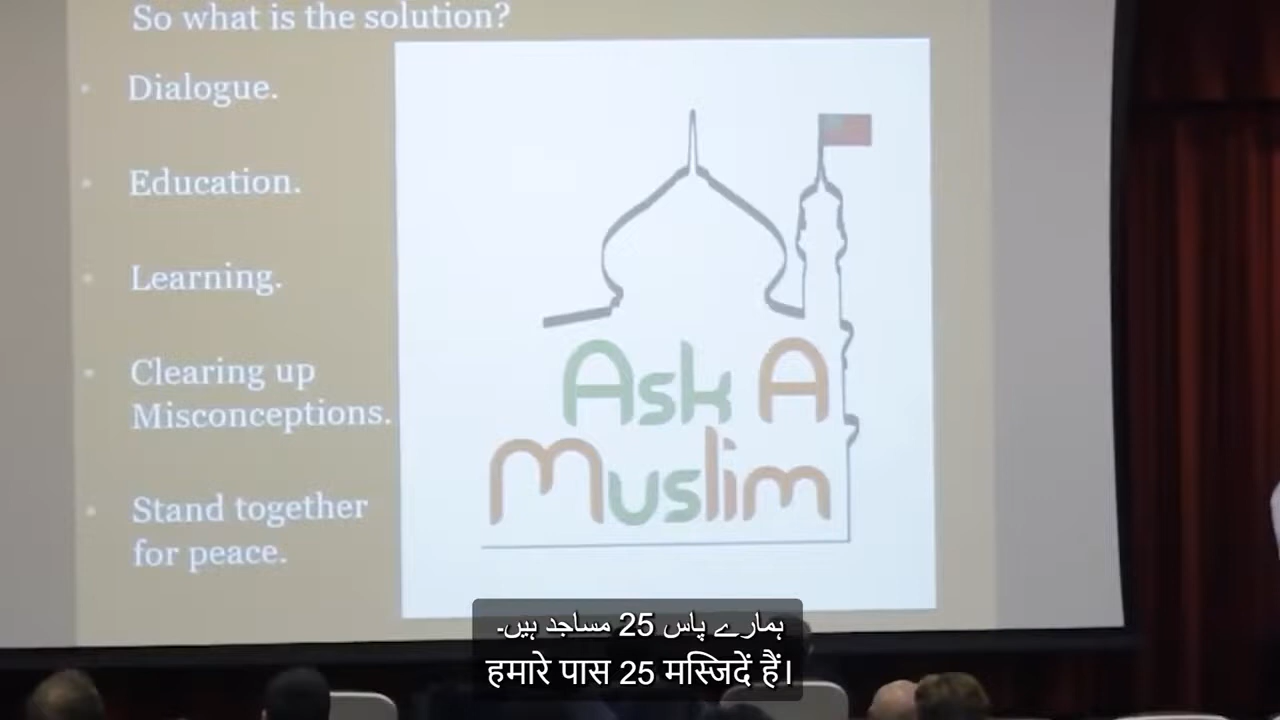 So what is the solution?
Dialogue.
Education.
Learning.
Clearing up
Misconceptions.
Stand together
for peace.
Ask A
Muslim
ہمارے پاس 25 مساجد ہیں۔
हमारे पास 25 मस्जिदें हैं।